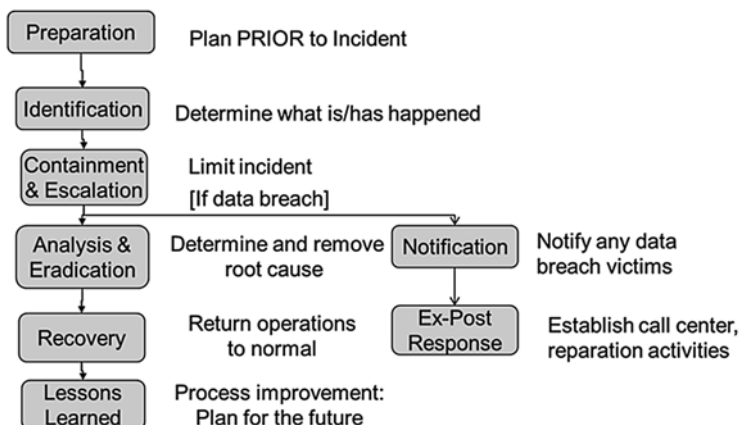 Preparation
Plan PRIOR to Incident
Identification
Determine what is/has happened
Containment
& Escalation
Limit incident
[If data breach]
Analysis &
Eradication
Determine and remove
root cause
Notification
Notify any data
breach victims
Recovery
Return operations
to normal
Ex-Post
Response
Establish call center,
reparation activities
Lessons
Learned
Process improvement:
Plan for the future